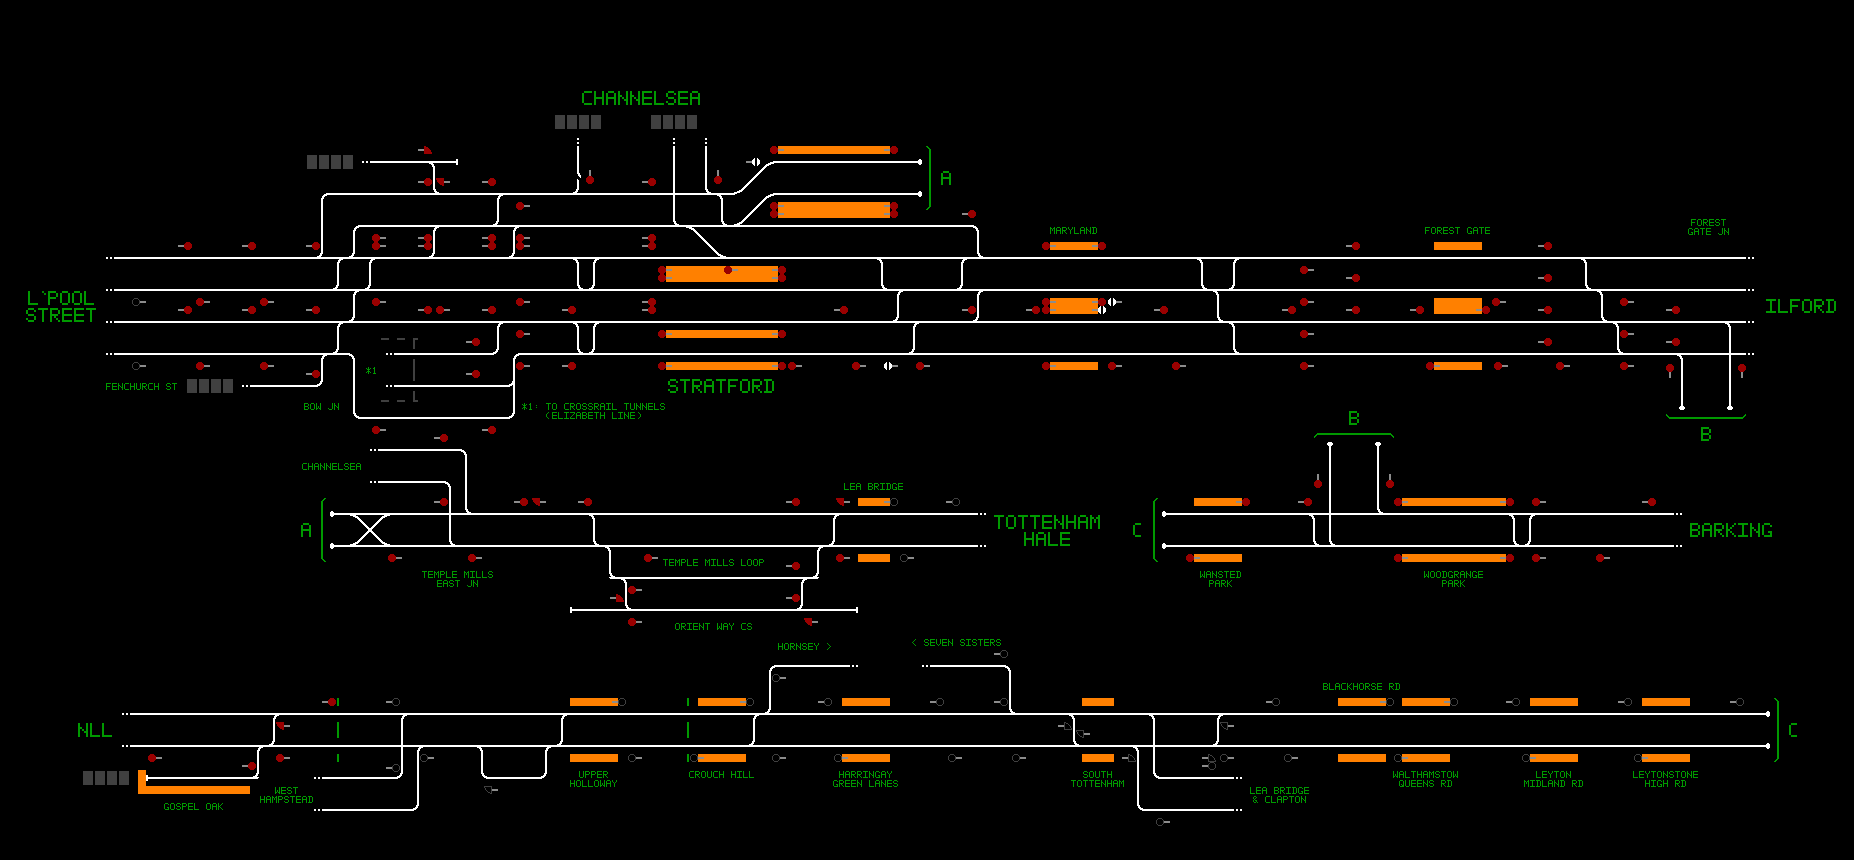 CHANNELSEA
A
MARYLAND
FOREST GATE
FOREST
GATE JN
L'POOL
STREET
ILFORD
*1
FENCHURCH ST
STRATFORD
BOW JN
*1: TO CROSSRAIL TUNNELS
(ELIZABETH LINE)
B
B
CHANNELSEA
LEA BRIDGE
A
TOTTENHAM
HALE
C
BARKING
TEMPLE MILLS LOOP
TEMPLE MILLS
EAST JN
WANSTED
PARK
WOODGRANGE
PARK
ORIENT WAY CS
HORNSEY >
< SEVEN SISTERS
BLACKHORSE RD
NLL
C
GOSPEL OAK
WEST
HAMPSTEAD
UPPER
HOLLOWAY
CROUCH HILL
HARRINGAY
GREEN LANES
SOUTH
TOTTENHAM
LEA BRIDGE
& CLAPTON
WALTHAMSTOW
QUEENS RD
LEYTON
MIDLAND RD
LEYTONSTONE
HIGH RD